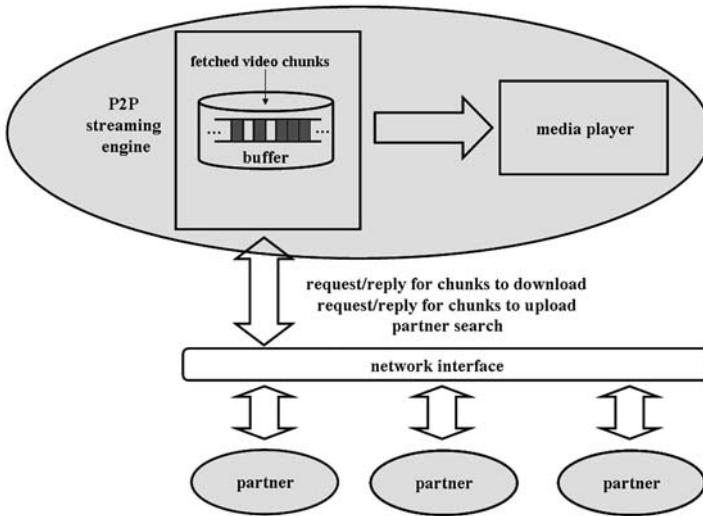 fetched video chunks
P2P
streaming
engine
... ...
buffer
media player
request/reply for chunks to download
request/reply for chunks to upload
partner search
network interface
partner partner partner